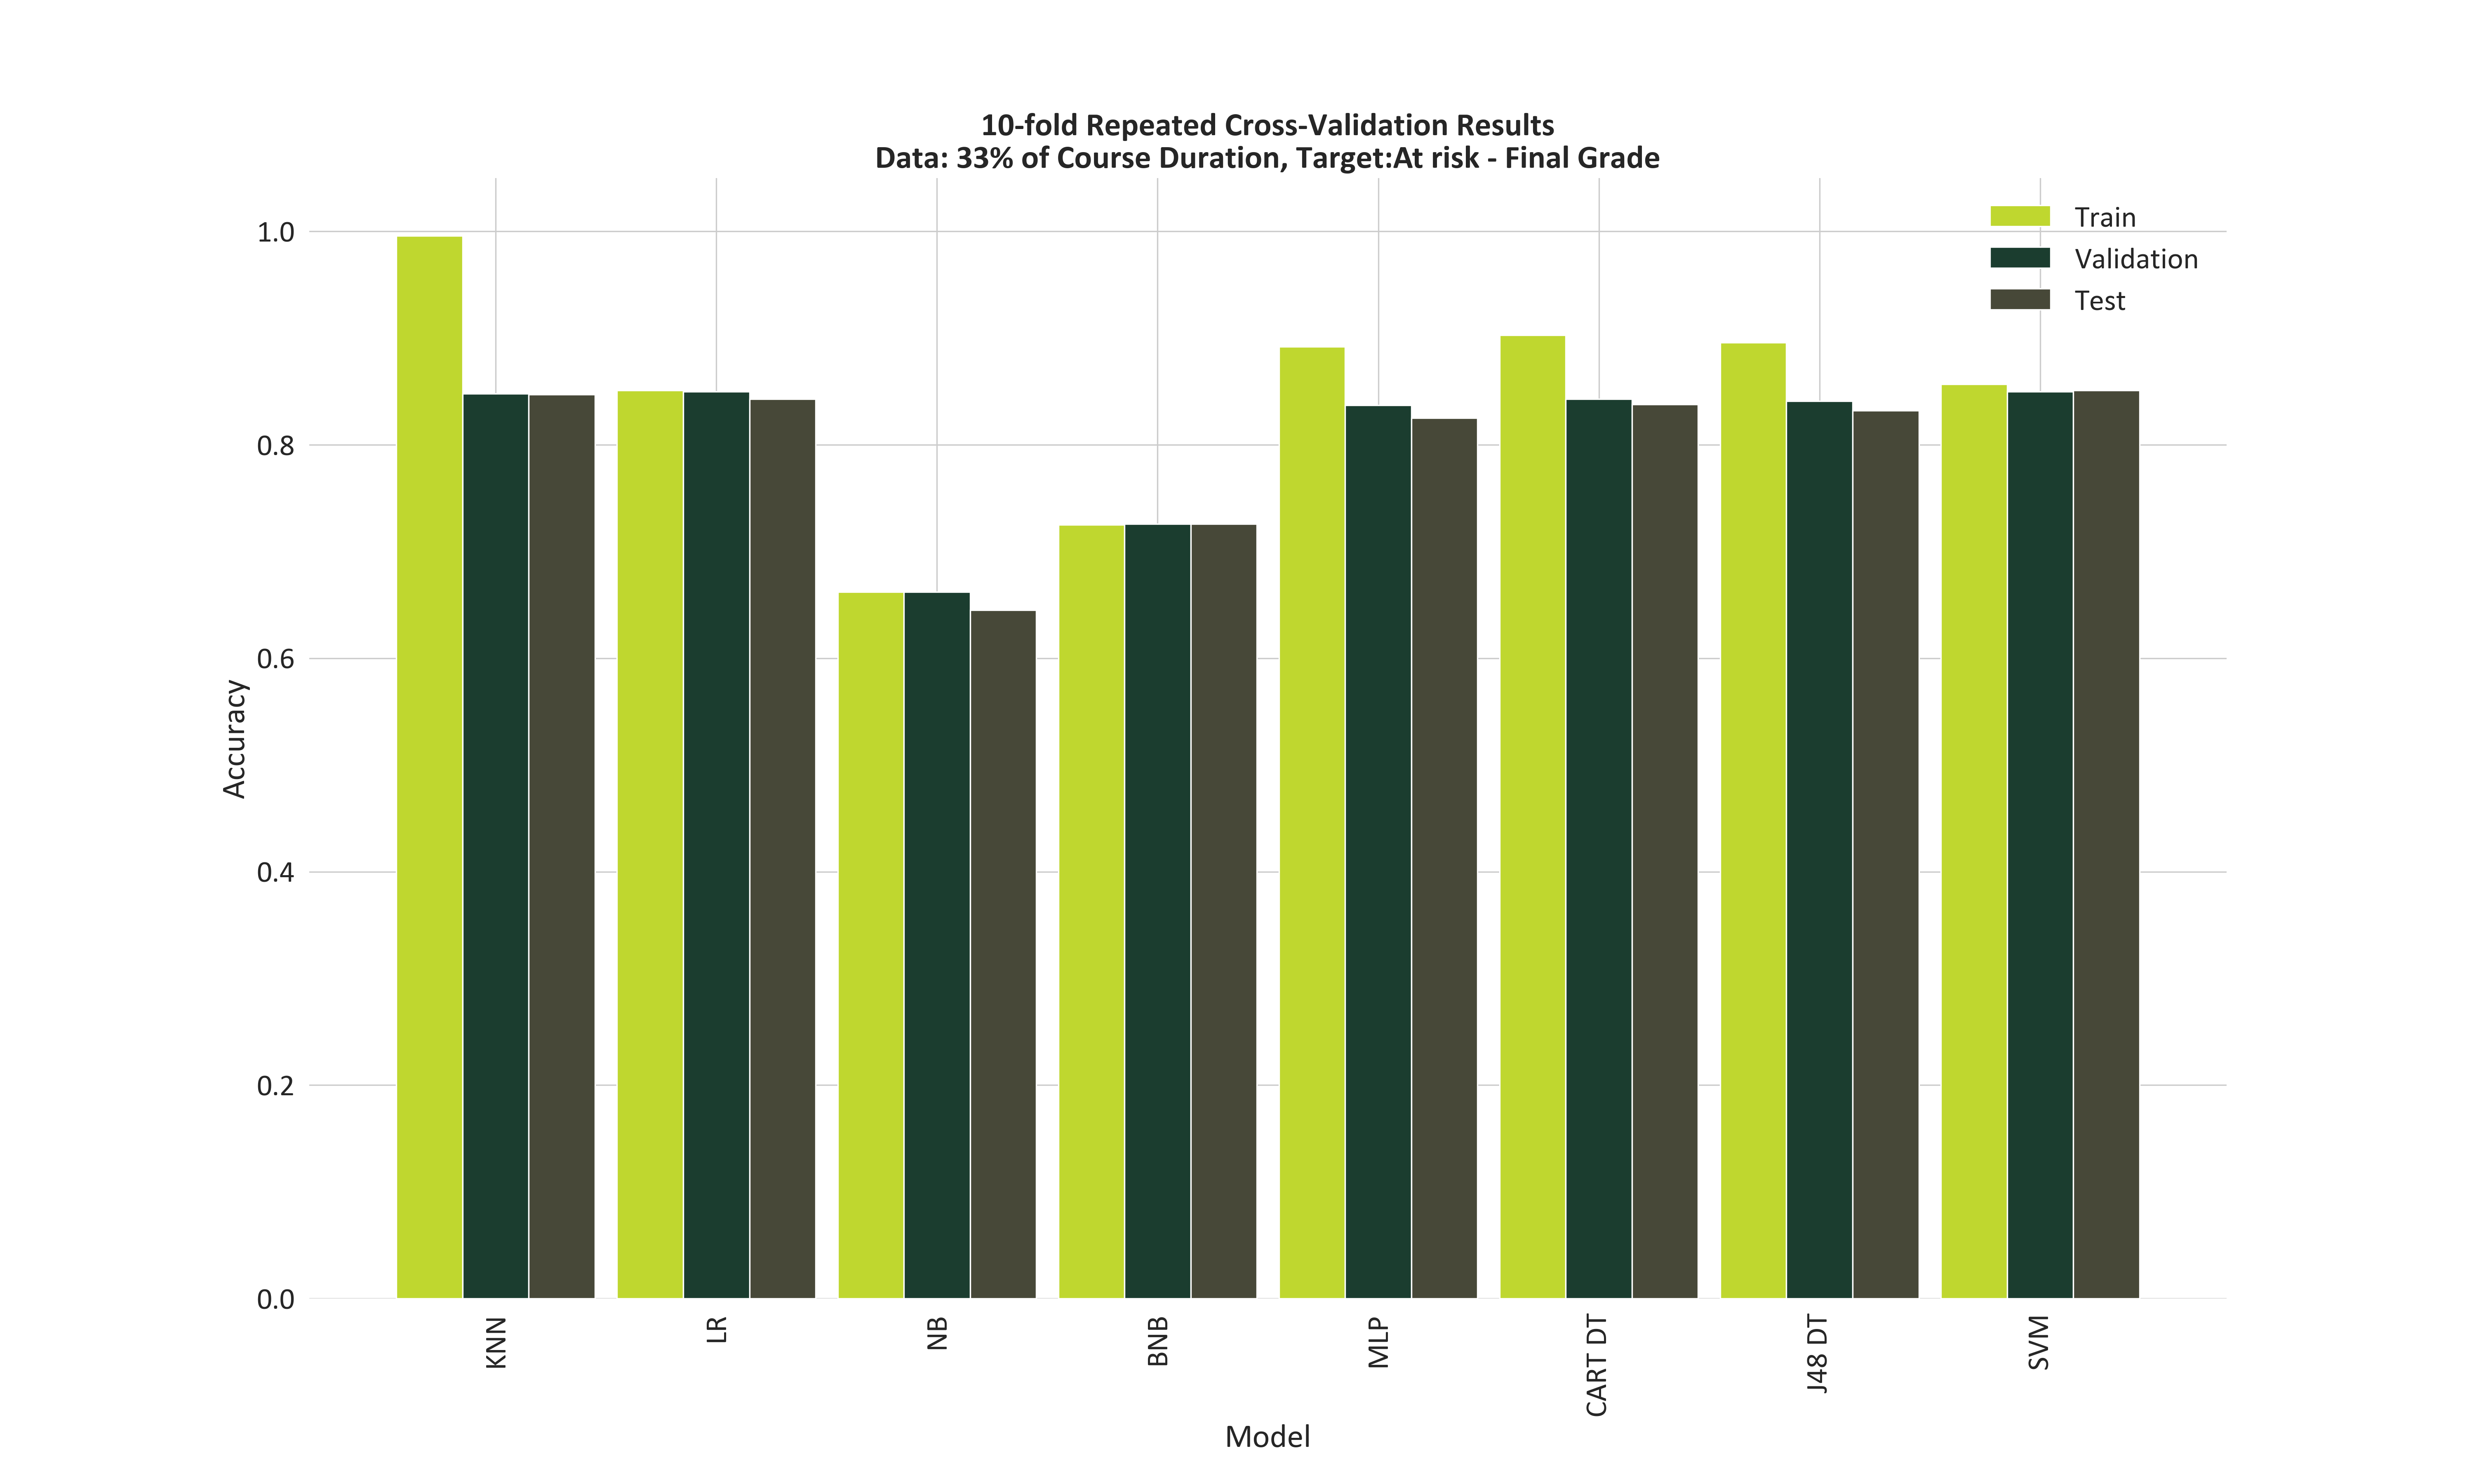 10-fold Repeated Cross-Validation Results
Data: 33% of Course Duration, Target:At risk - Final Grade
Train
Validation
Test
1.0
0.8
0.6
0.4
0.2
0.0
Accuracy
KNN
LR
NB
BNB
MLP
CART DT
J48 DT
SVM
Model